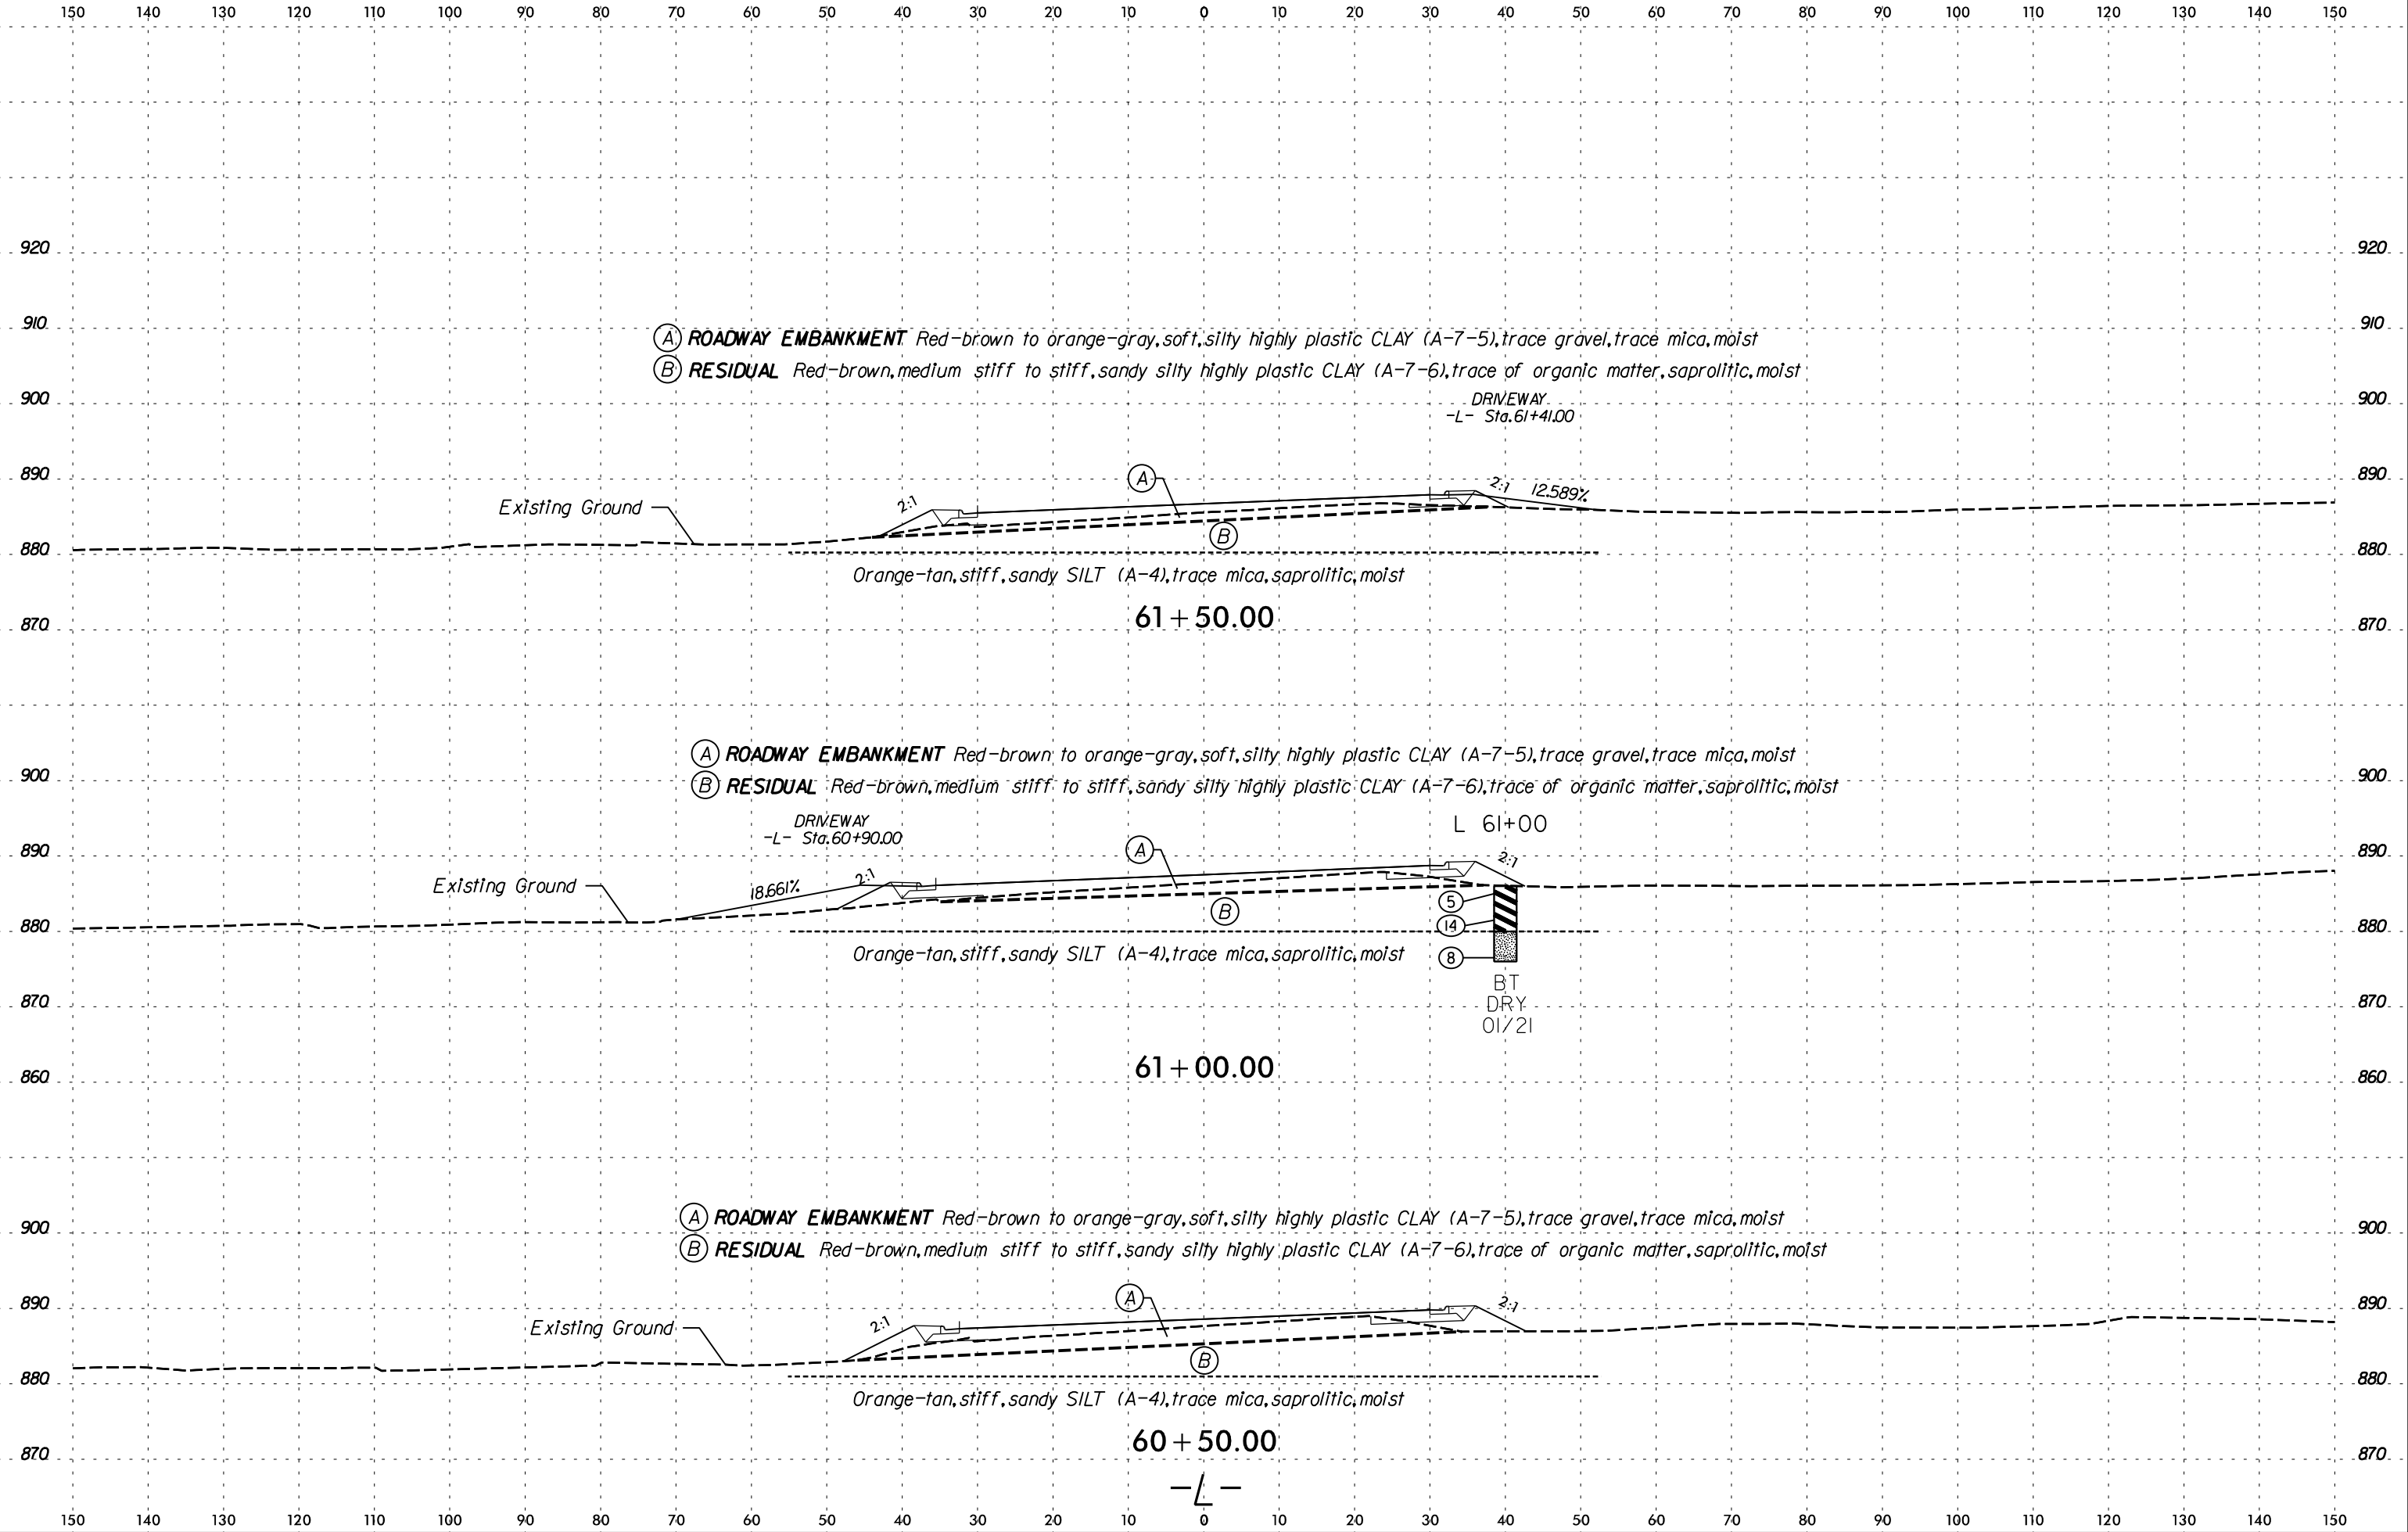 150 140 130 120 110 100 90 80 70 60 50 40 30 20 10 0 10 20 30 40 50 60 70 80 90 100 110 120 130 140 150
920 920
910 910
Ⓐ ROADWAY EMBANKMENT Red-brown to orange-gray, soft, silty highly plastic CLAY (A-7-5), trace gravel, trace mica, moist
Ⓑ RESIDUAL Red-brown, medium stiff to stiff, sandy silty highly plastic CLAY (A-7-6), trace of organic matter, saprolitic, moist
900 900
DRIVEWAY
-L- Sta. 61+41.00
890 890
A
2:1 12.589%
2:1
Existing Ground
B
880 880
Orange-tan, stiff, sandy SILT (A-4), trace mica, saprolitic, moist
61+50.00
870 870
Ⓐ ROADWAY EMBANKMENT Red-brown to orange-gray, soft, silty highly plastic CLAY (A-7-5), trace gravel, trace mica, moist
900 900
Ⓑ RESIDUAL Red-brown, medium stiff to stiff, sandy silty highly plastic CLAY (A-7-6), trace of organic matter, saprolitic, moist
DRIVEWAY
-L- Sta. 60+90.00
L 61+00
890 890
A
2:1
2:1
18.661%
Existing Ground
5
B
14
880 880
Orange-tan, stiff, sandy SILT (A-4), trace mica, saprolitic, moist
8
BT
DRY
01/21
870 870
61+00.00
860 860
Ⓐ ROADWAY EMBANKMENT Red-brown to orange-gray, soft, silty highly plastic CLAY (A-7-5), trace gravel, trace mica, moist
900 900
Ⓑ RESIDUAL Red-brown, medium stiff to stiff, sandy silty highly plastic CLAY (A-7-6), trace of organic matter, saprolitic, moist
890 890
A
2:1
2:1
Existing Ground
B
880 880
Orange-tan, stiff, sandy SILT (A-4), trace mica, saprolitic, moist
60+50.00
870 870
-L-
150 140 130 120 110 100 90 80 70 60 50 40 30 20 10 0 10 20 30 40 50 60 70 80 90 100 110 120 130 140 150